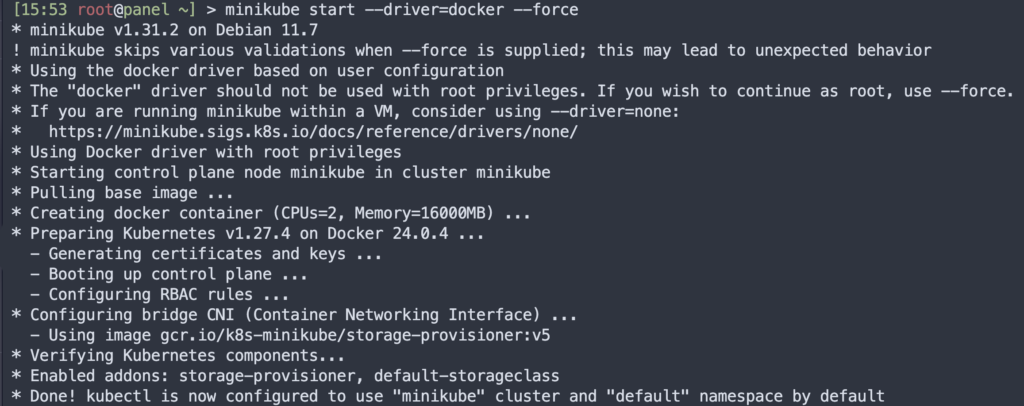 [15:53 root@panel ~] > minikube start --driver=docker --force
* minikube v1.31.2 on Debian 11.7
! minikube skips various validations when --force is supplied; this may lead to unexpected behavior
* Using the docker driver based on user configuration
* The "docker" driver should not be used with root privileges. If you wish to continue as root, use --force.
* If you are running minikube within a VM, consider using --driver=none:
*   https://minikube.sigs.k8s.io/docs/reference/drivers/none/
* Using Docker driver with root privileges
* Starting control plane node minikube in cluster minikube
* Pulling base image ...
* Creating docker container (CPUs=2, Memory=16000MB) ...
* Preparing Kubernetes v1.27.4 on Docker 24.0.4 ...
  - Generating certificates and keys ...
  - Booting up control plane ...
  - Configuring RBAC rules ...
* Configuring bridge CNI (Container Networking Interface) ...
  - Using image gcr.io/k8s-minikube/storage-provisioner:v5
* Verifying Kubernetes components...
* Enabled addons: storage-provisioner, default-storageclass
* Done! kubectl is now configured to use "minikube" cluster and "default" namespace by default